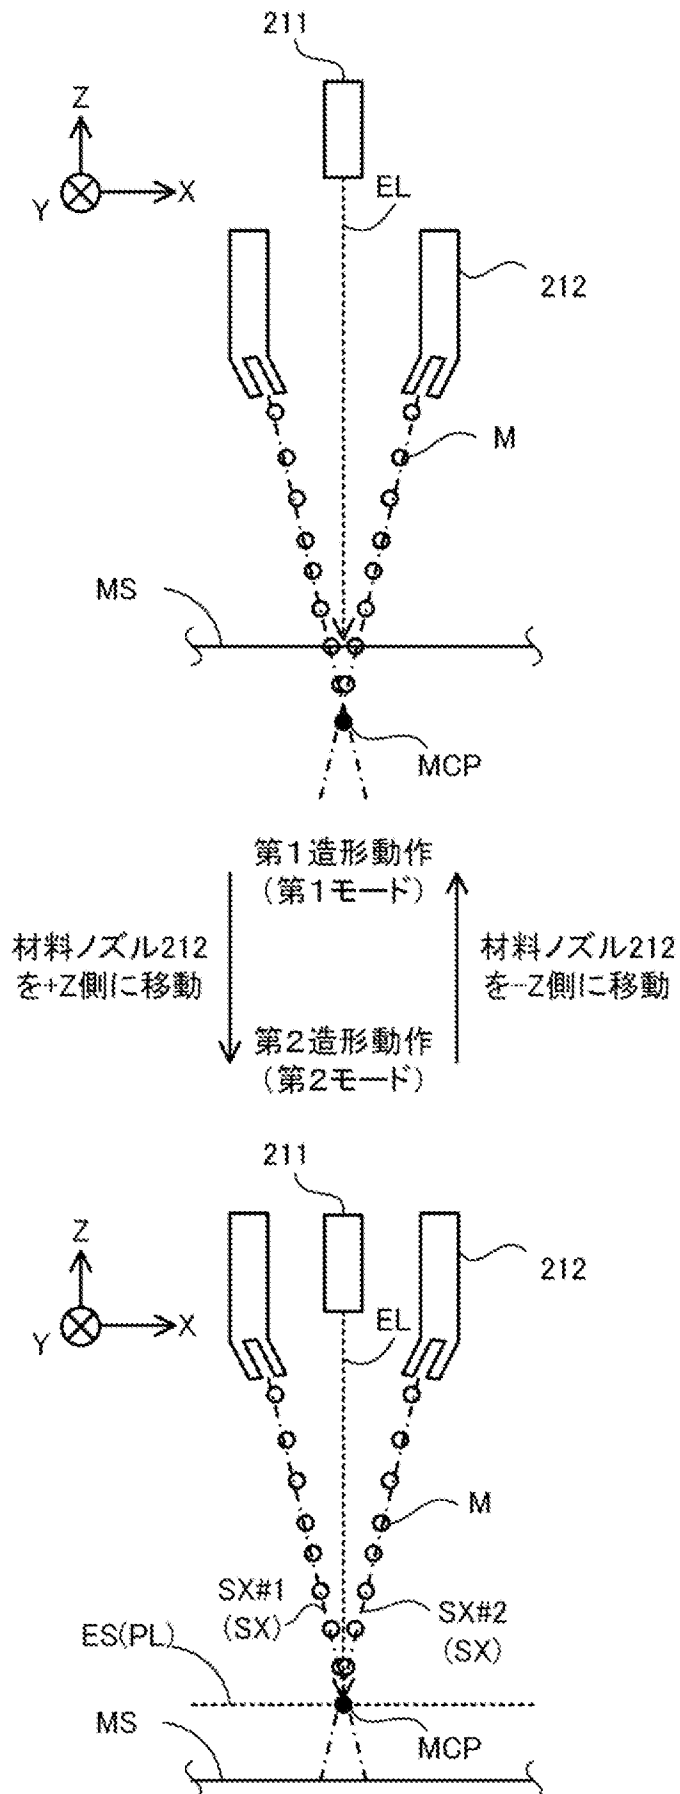 211
Z
EL
X
Y
212
M
MS
MCP
第1造形動作
(第1モード)
材料ノズル212
を+Z側に移動
材料ノズル212
を-Z側に移動
第2造形動作
(第2モード)
211
Z
212
EL
X
Y
M
SX#1
(SX)
SX#2
(SX)
ES(PL)
MS
MCP